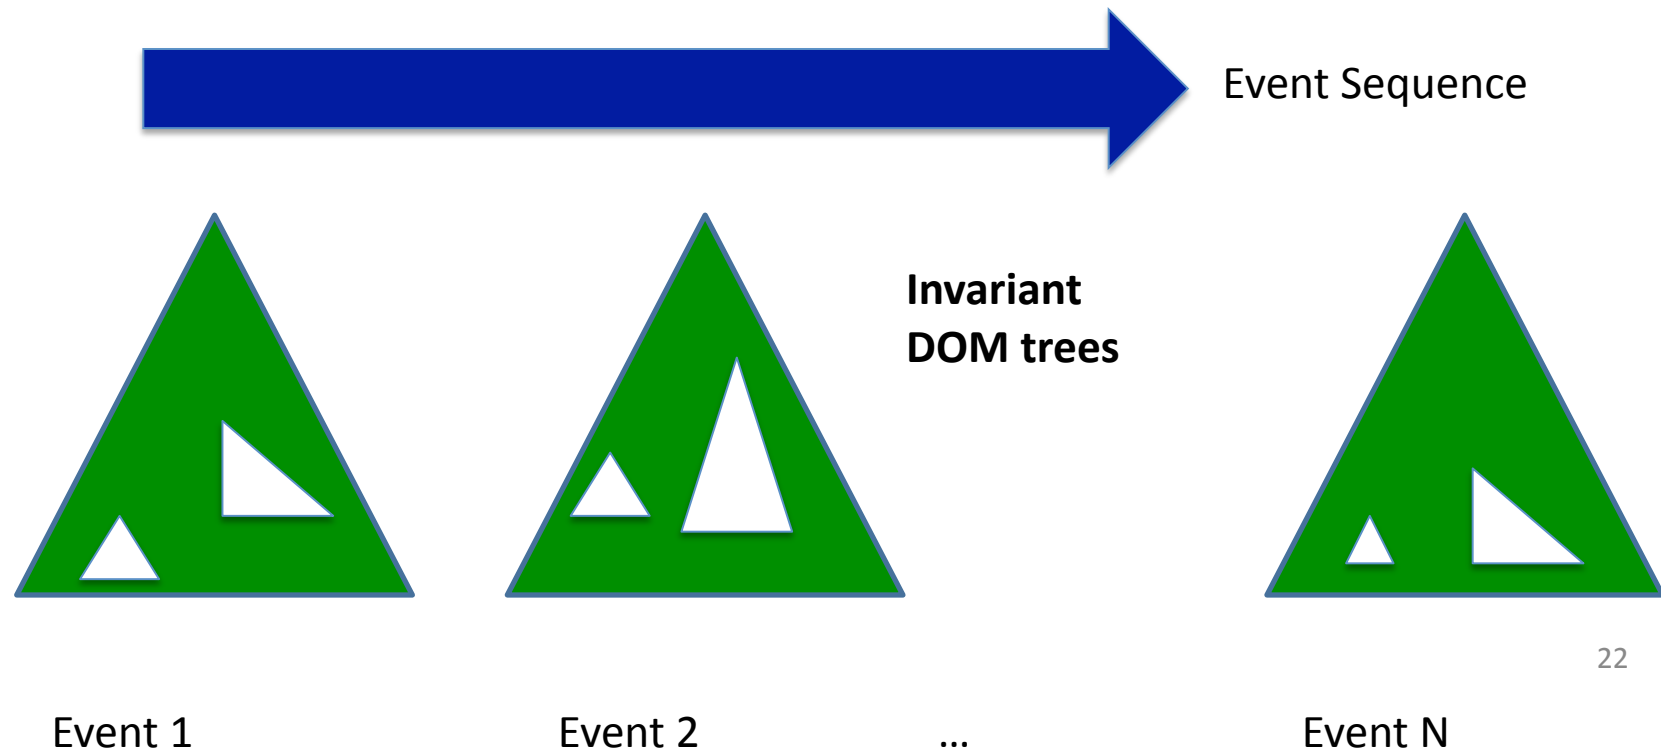 Event Sequence
Invariant
DOM trees
22
Event 1
Event 2
…
Event N